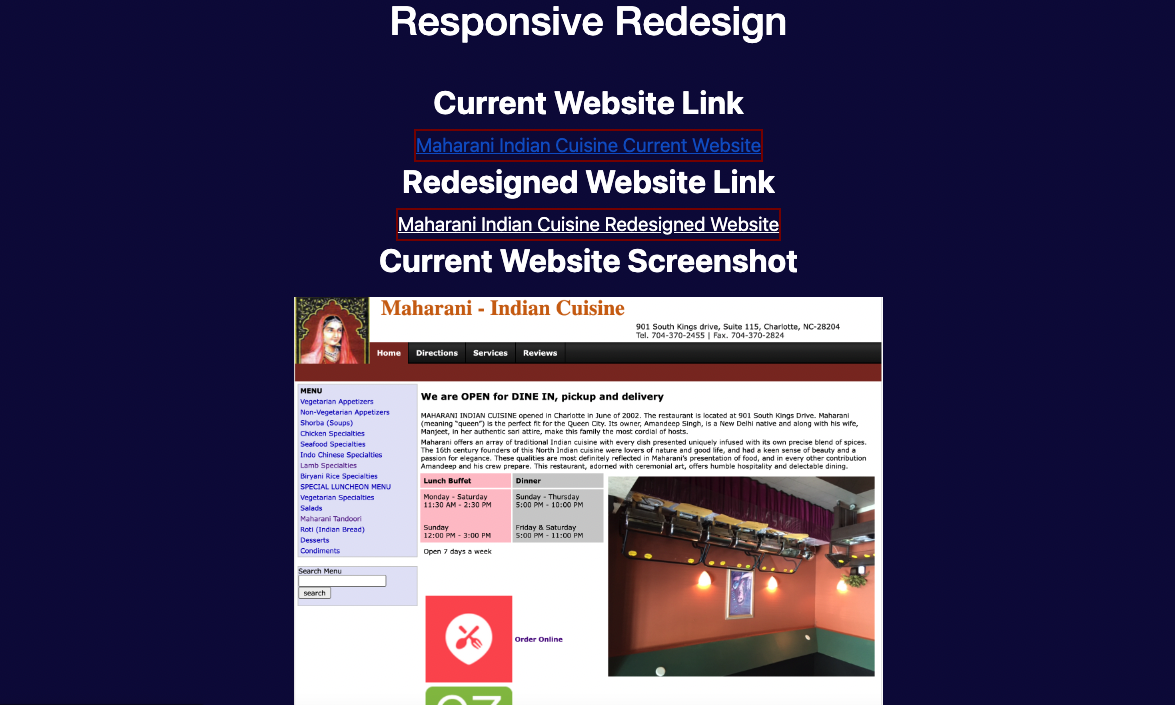 Responsive Redesign
Current Website Link
Maharani Indian Cuisine Current Website
Redesigned Website Link
Maharani Indian Cuisine Redesigned Website
Current Website Screenshot
Maharani - Indian Cuisine
901 South Kings drive, Suite 115, Charlotte, NC-28204
Tel. 704-370-2455 | Fax. 704-370-2824
Home Directions Services Reviews
MENU
Vegetarian Appetizers
Non-Vegetarian Appetizers
Shorba (Soups)
Chicken Specialties
Seafood Specialties
Indo Chinese Specialties
Lamb Specialties
Biryani Rice Specialties
SPECIAL LUNCHEON MENU
Vegetarian Specialties
Salads
Maharani Tandoori
Roti (Indian Bread)
Desserts
Condiments
Search Menu
search
We are OPEN for DINE IN, pickup and delivery
MAHARANI INDIAN CUISINE opened in Charlotte in June of 2002. The restaurant is located at 901 South Kings Drive. Maharani
(meaning "queen") is the perfect fit for the Queen City. Its owner, Amandeep Singh, is a New Delhi native and along with his wife,
Manjeet, in her authentic sari attire, make this family the most cordial of hosts.
Maharani offers an array of traditional Indian cuisine with every dish presented uniquely infused with its own precise blend of spices.
The 16th century founders of this North Indian cuisine were lovers of nature and good life, and had a keen sense of beauty and a
passion for elegance. These qualities are most definitely reflected in Maharani's presentation of food, and in every other contribution
Amandeep and his crew prepare. This restaurant, adorned with ceremonial art, offers humble hospitality and delectable dining.
Lunch Buffet Dinner
Monday - Saturday Sunday - Thursday
11:30 AM - 2:30 PM 5:00 PM - 10:00 PM
Sunday Friday & Saturday
12:00 PM - 3:00 PM 5:00 PM - 11:00 PM
Open 7 days a week
Order Online